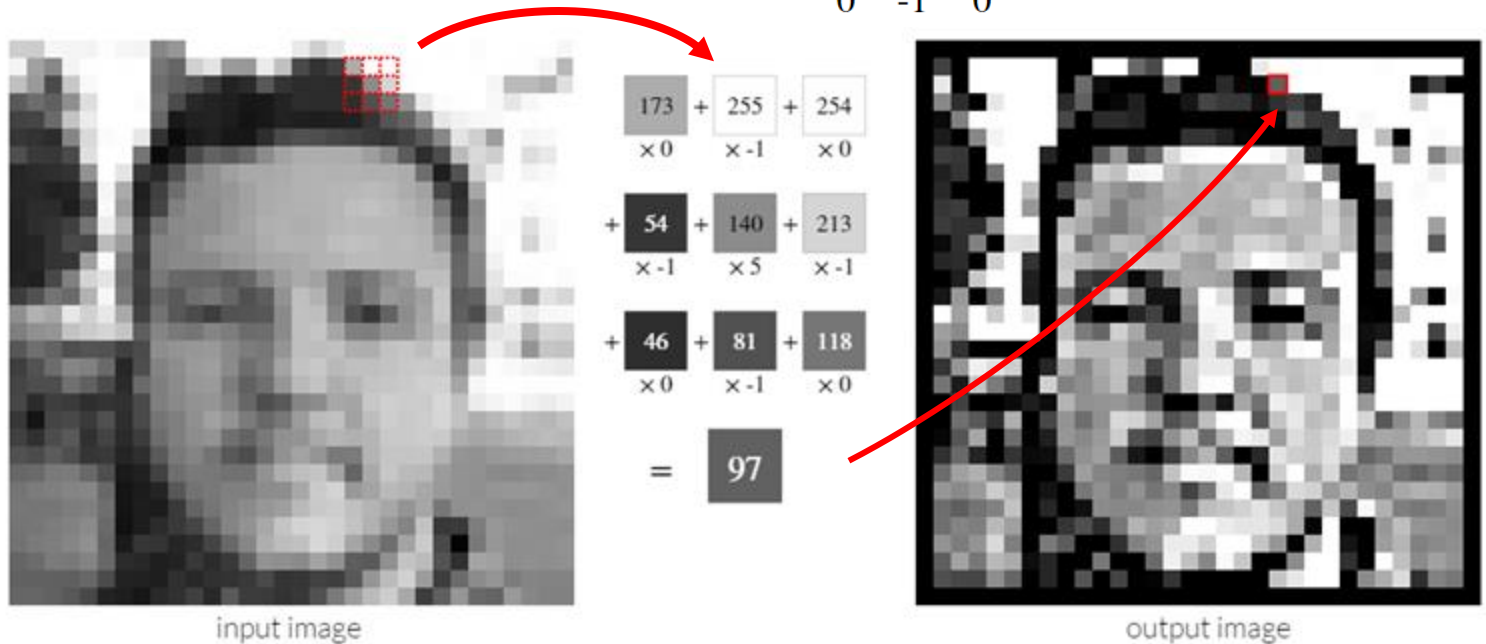 0 -1 0
173 + 255 + 254
×0 ×-1 ×0
+ 54 + 140 + 213
×-1 ×5 ×-1
+ 46 + 81 + 118
×0 ×-1 ×0
= 97
input image
output image